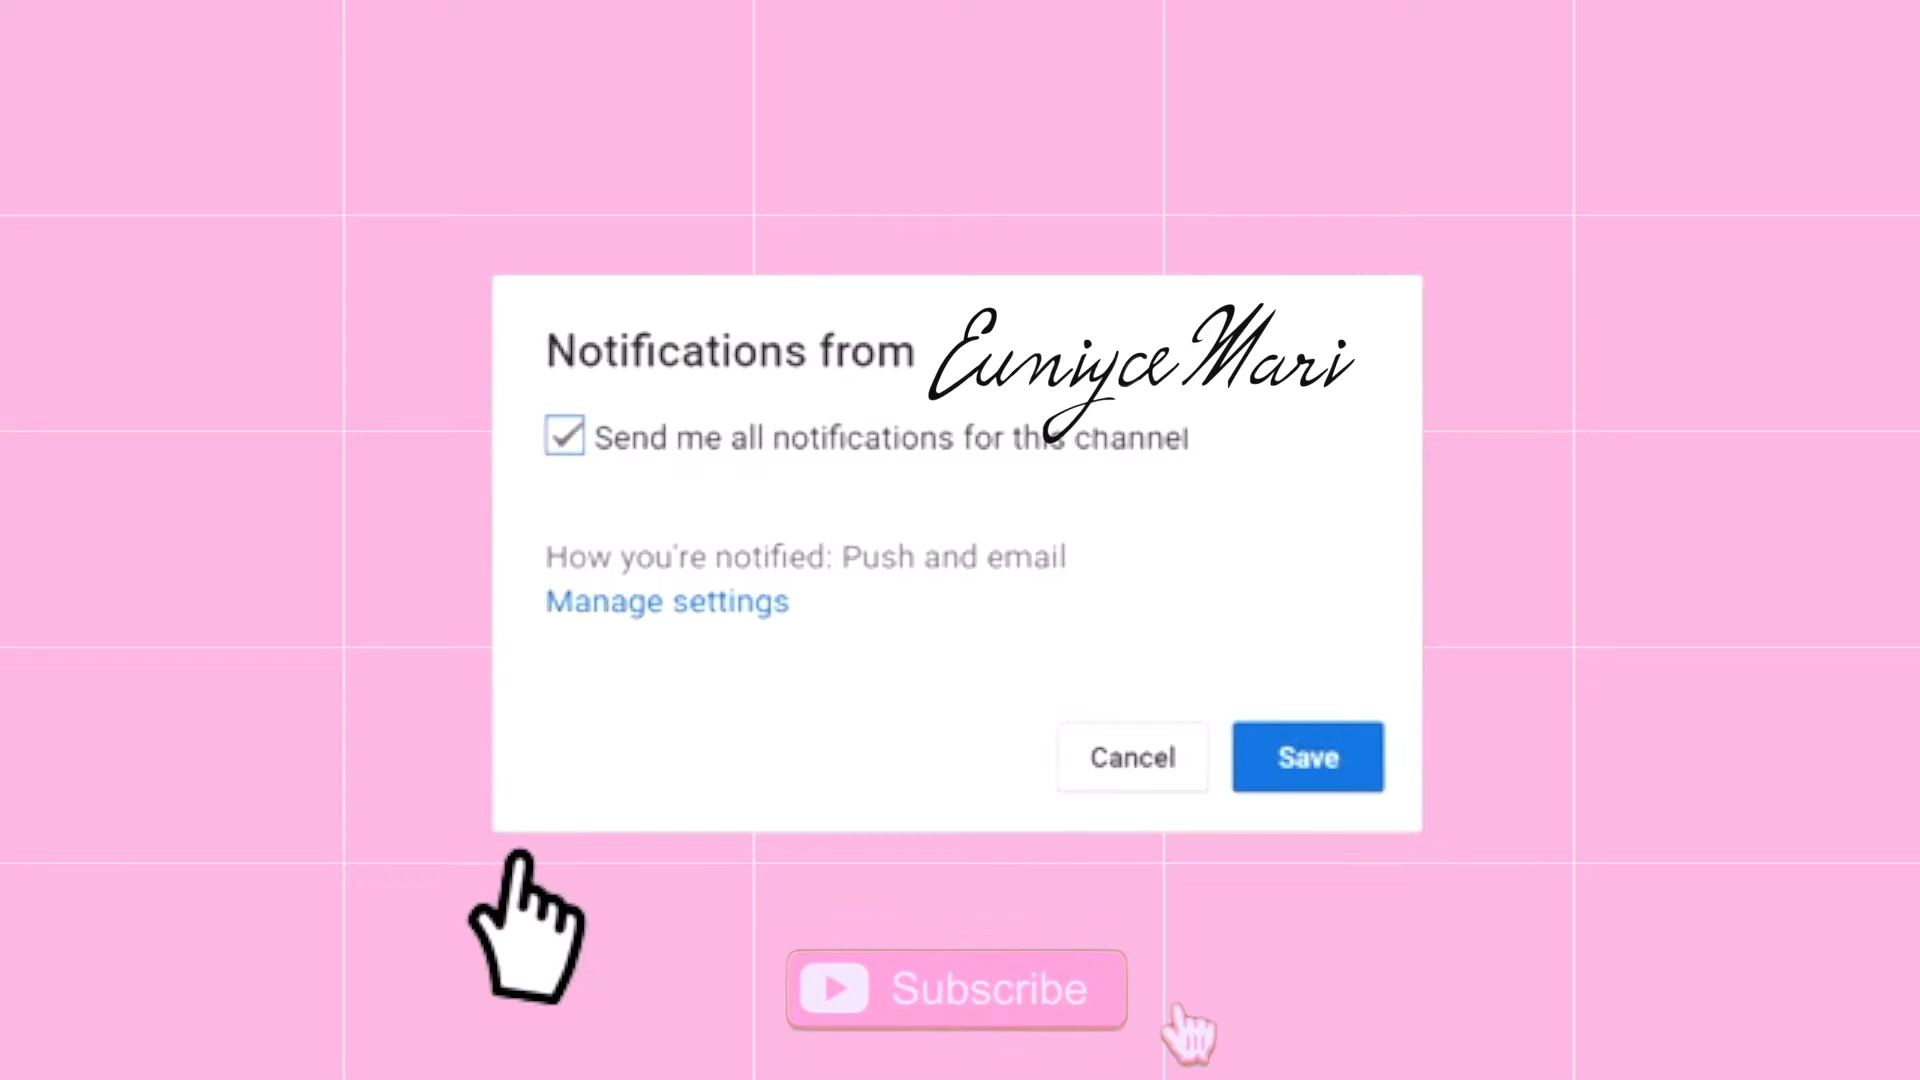 Notifications from Euniyce Mari
Send me all notifications for this channel
How you're notified: Push and email
Manage settings
Cancel
Save
Subscribe